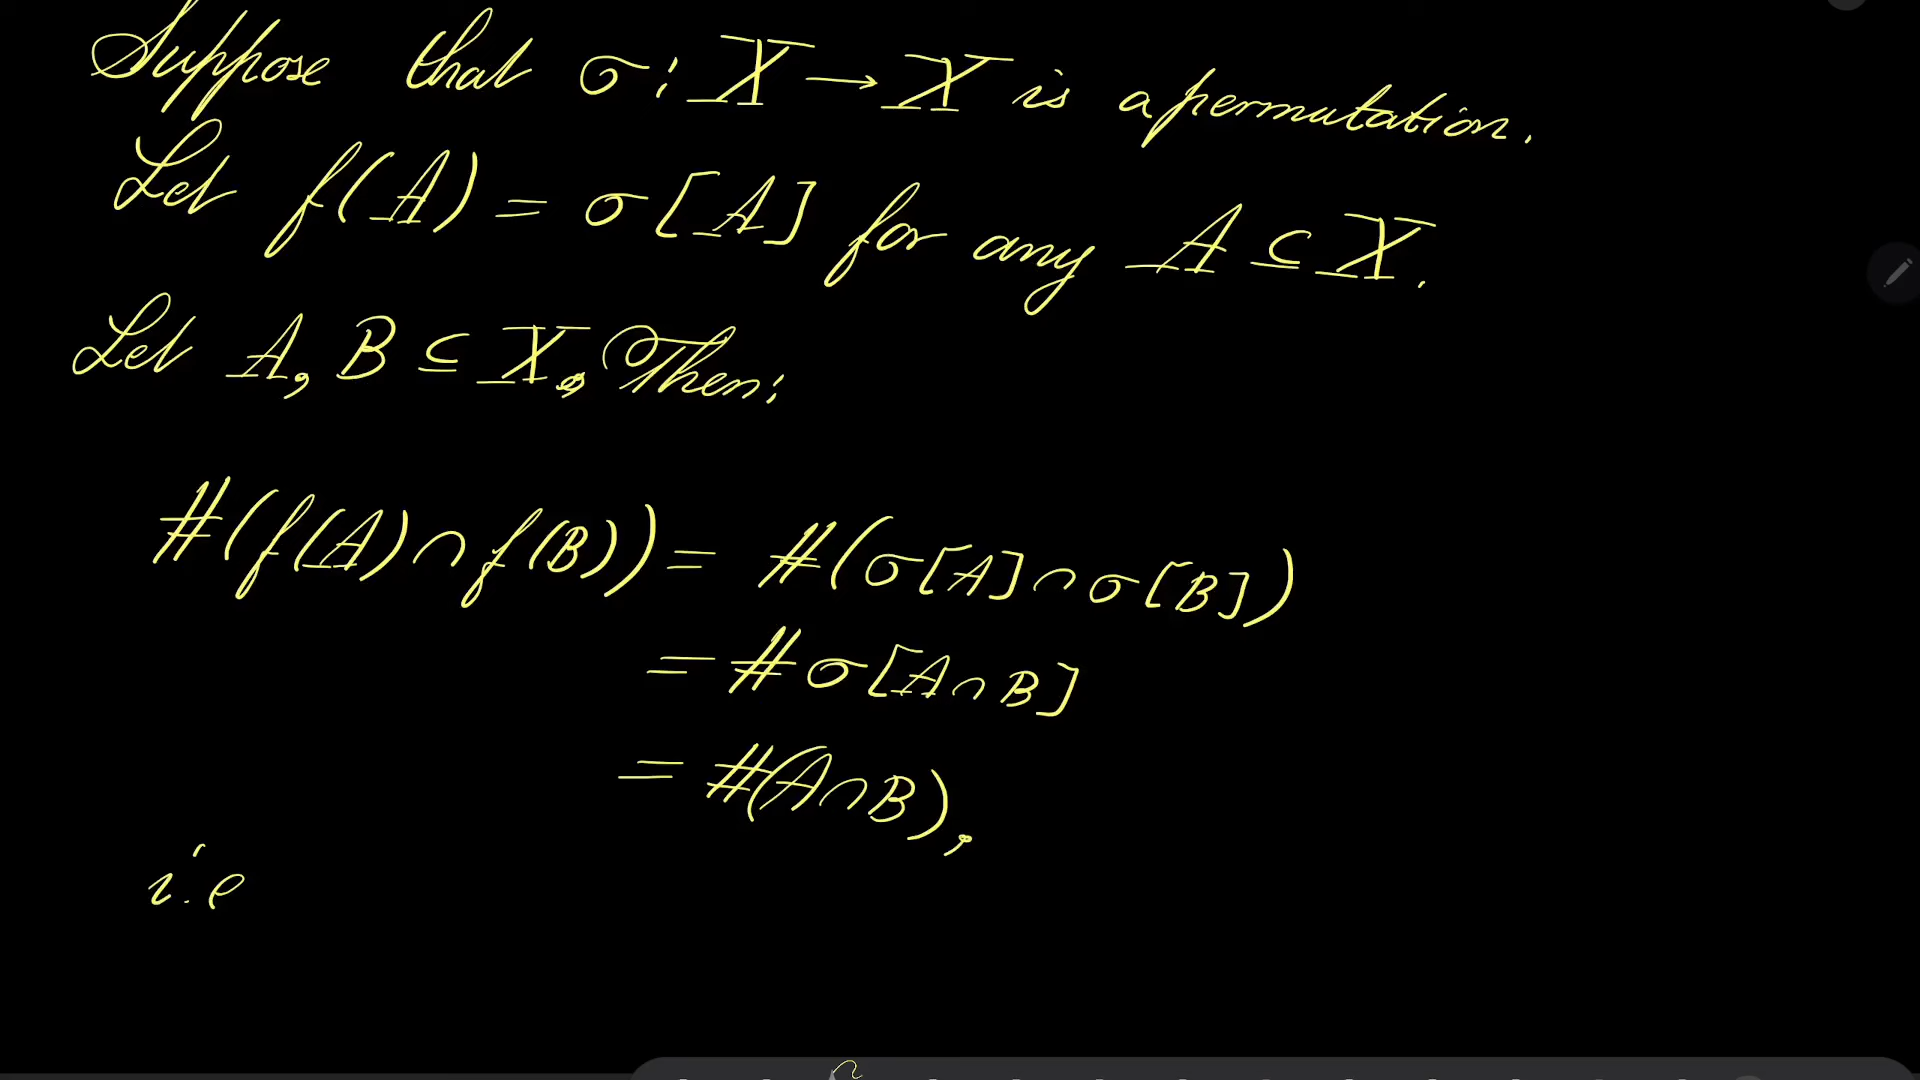 Suppose that σ: X → X is a permutation.
Let f(A) = σ[A] for any A ⊆ X.
Let A, B ⊆ X. Then:
#(f(A) ∩ f(B)) = #(σ[A] ∩ σ[B])
= #σ[A ∩ B]
= #(A ∩ B),
i.e